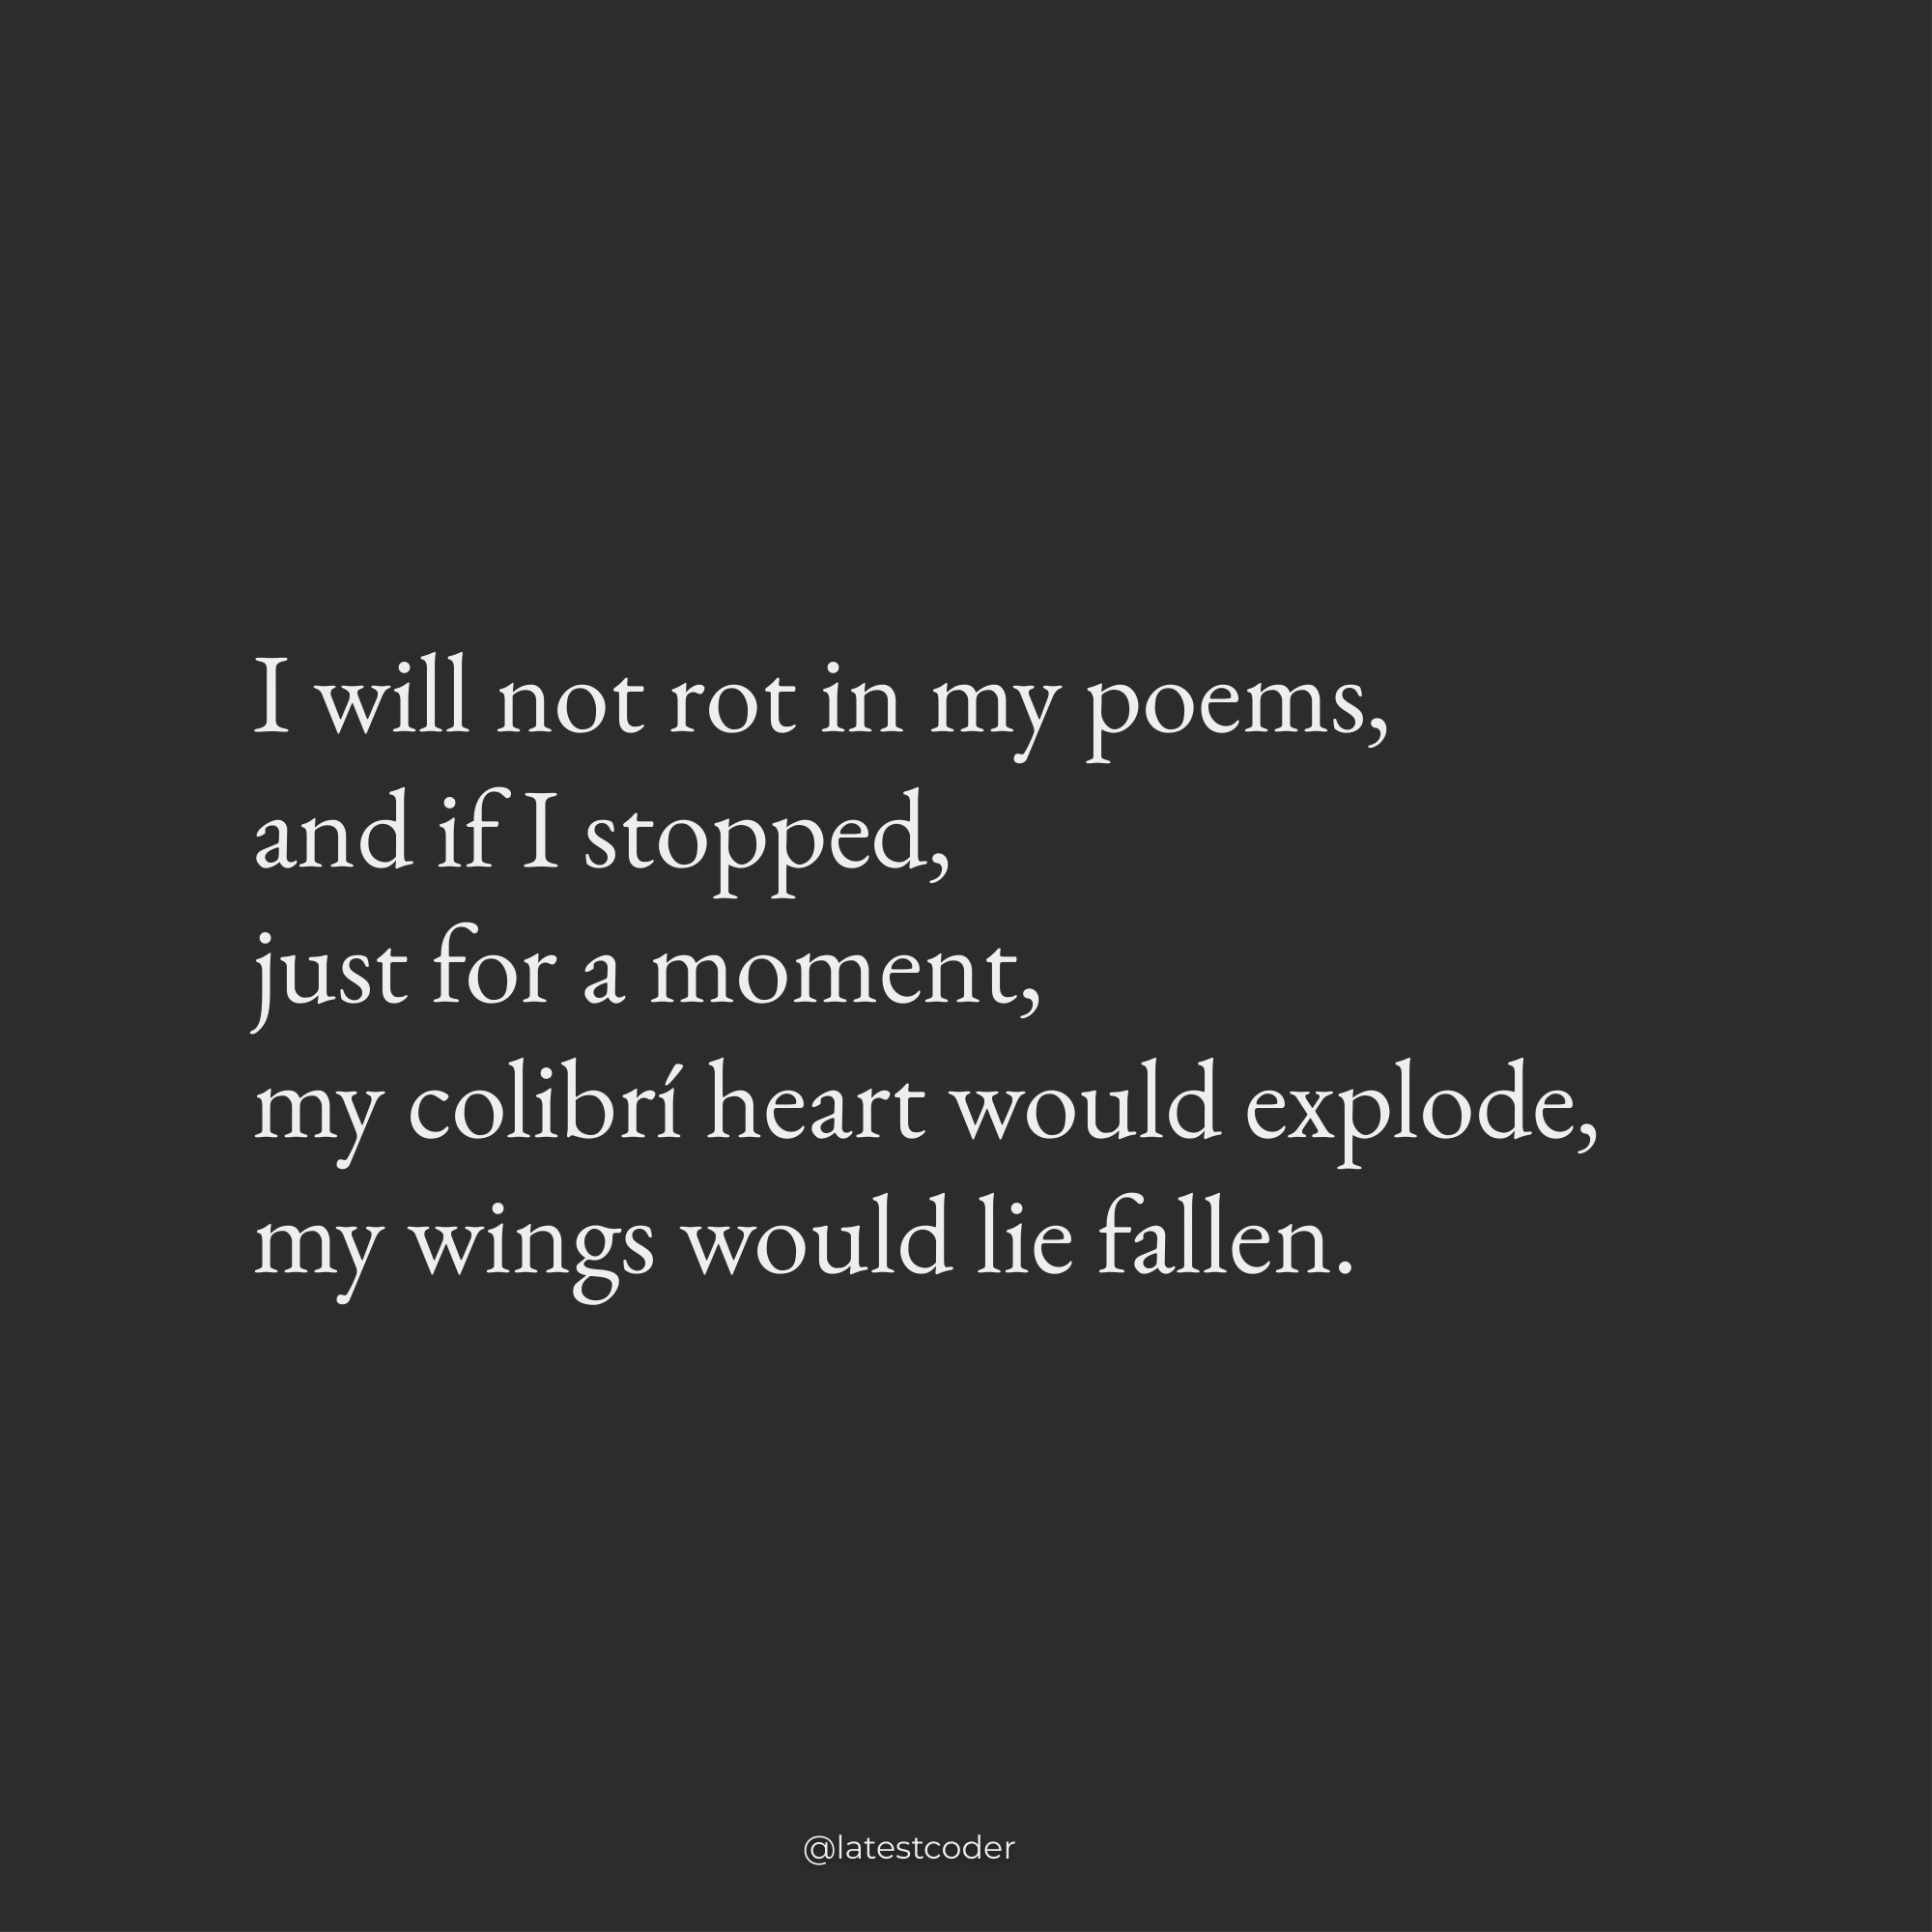 I will not rot in my poems,
and if I stopped,
just for a moment,
my colibrí heart would explode,
my wings would lie fallen.
@latestcoder